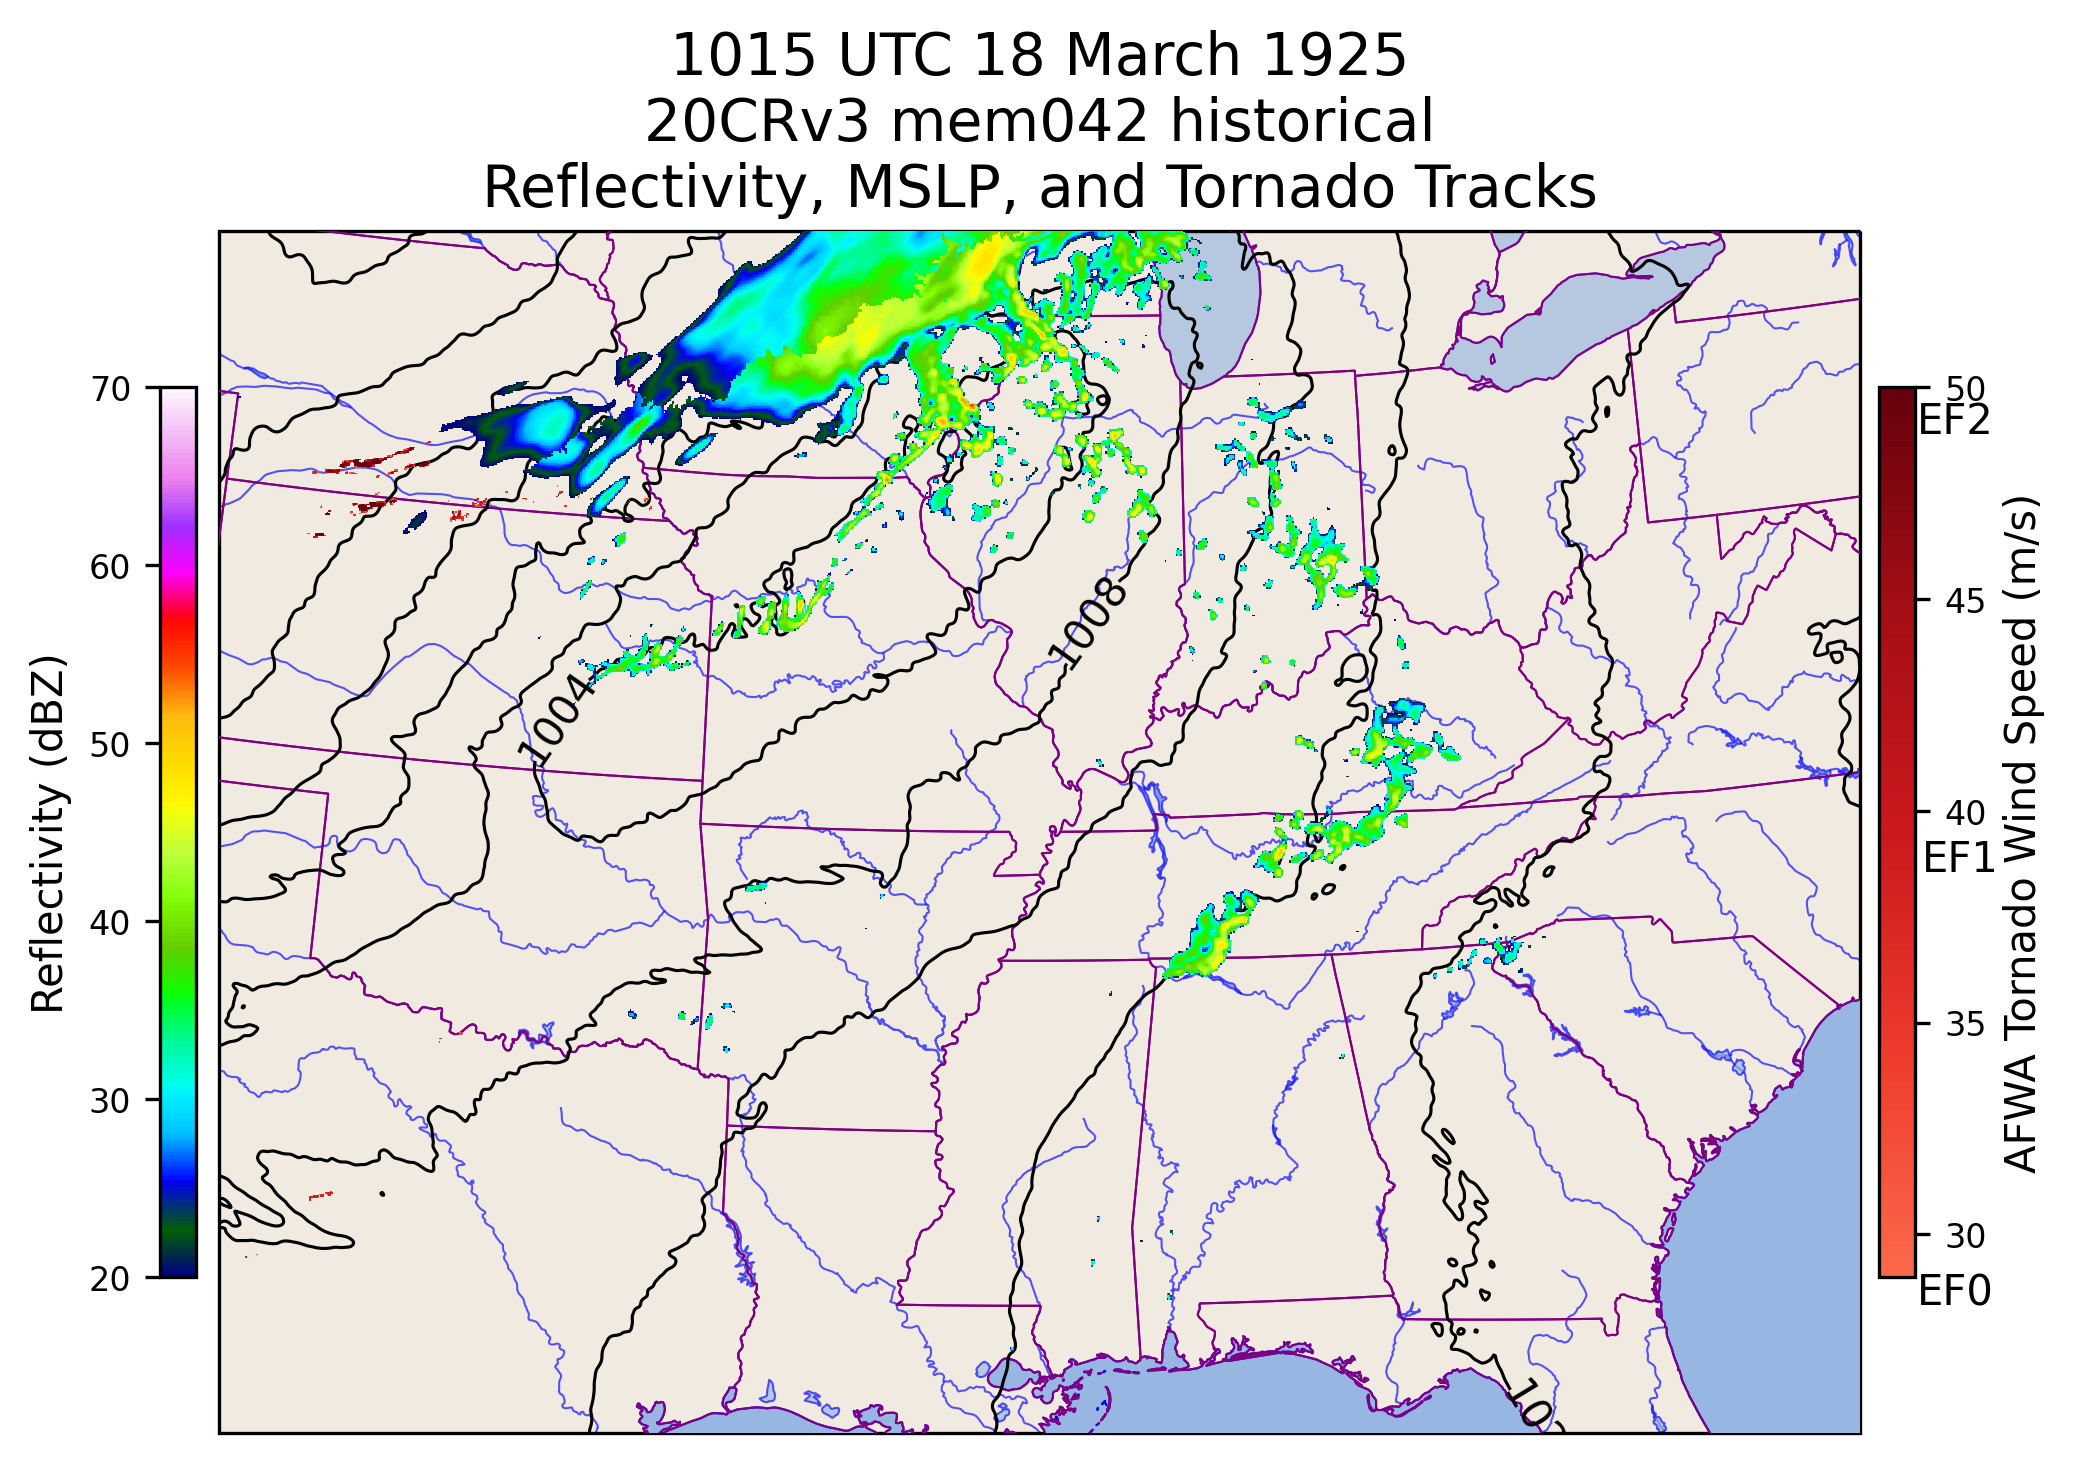 1015 UTC 18 March 1925
20CRv3 mem042 historical
Reflectivity, MSLP, and Tornado Tracks
70
60
50
40
30
20
Reflectivity (dBZ)
1004
1008
10
50
EF2
45
40
EF1
35
30
EF0
AFWA Tornado Wind Speed (m/s)